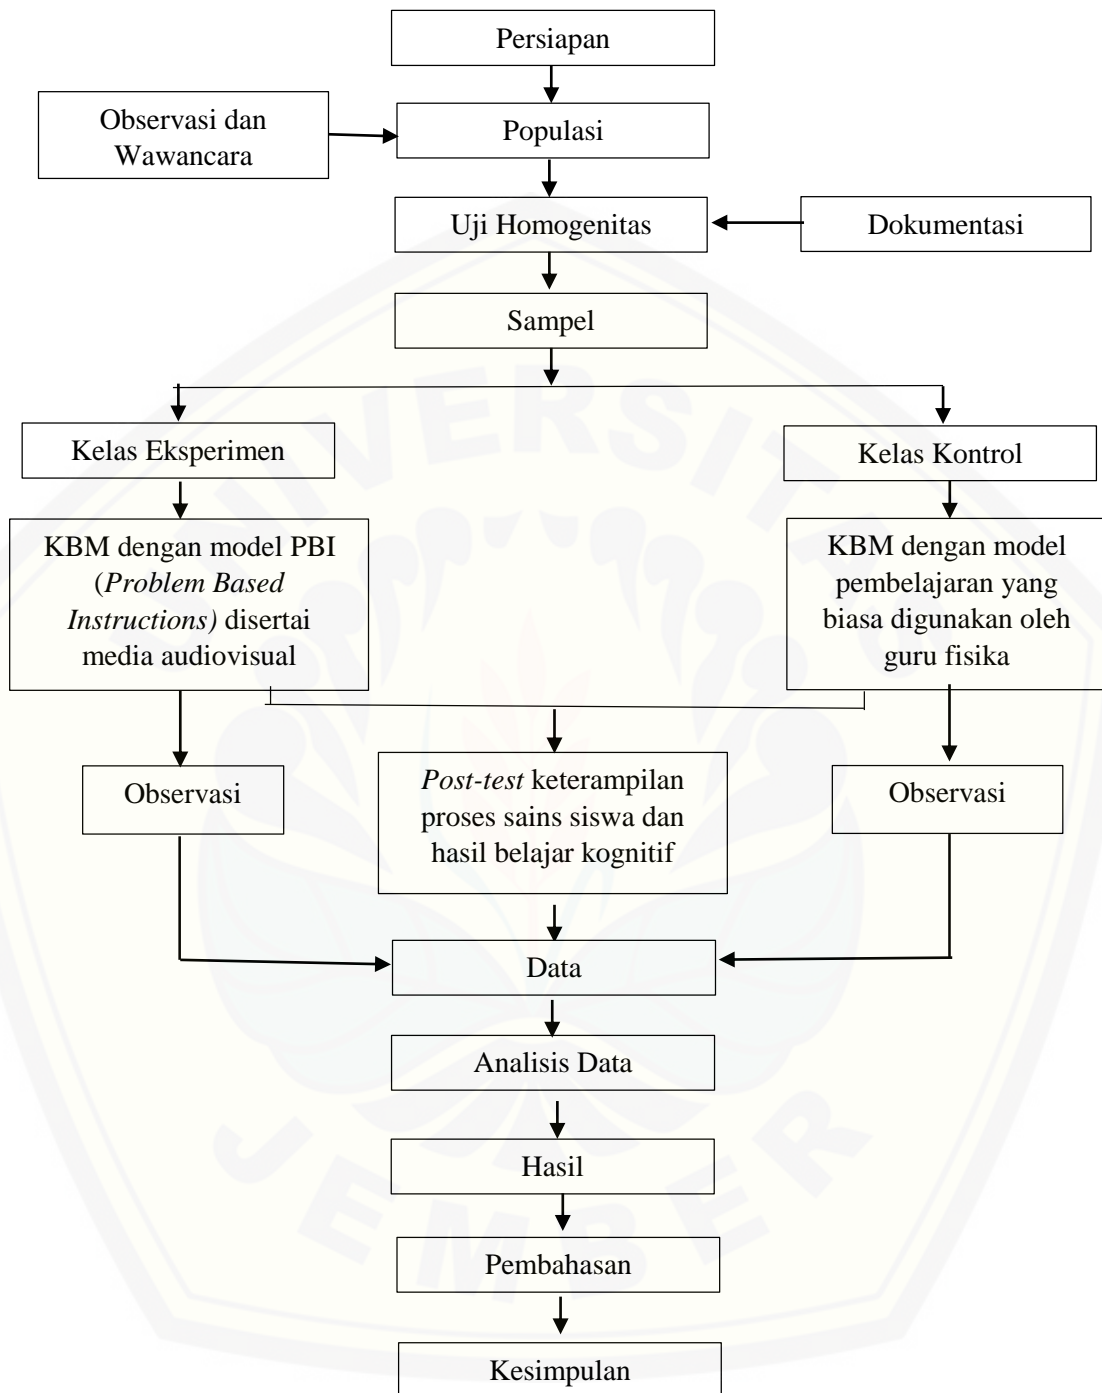 Persiapan
Observasi dan
Wawancara
Populasi
Uji Homogenitas
Dokumentasi
Sampel
Kelas Eksperimen
Kelas Kontrol
KBM dengan model PBI
(Problem Based
Instructions) disertai
media audiovisual
KBM dengan model
pembelajaran yang
biasa digunakan oleh
guru fisika
Observasi
Post-test keterampilan
proses sains siswa dan
hasil belajar kognitif
Observasi
Data
Analisis Data
Hasil
Pembahasan
Kesimpulan
UNIVERSITAS
JEMBER